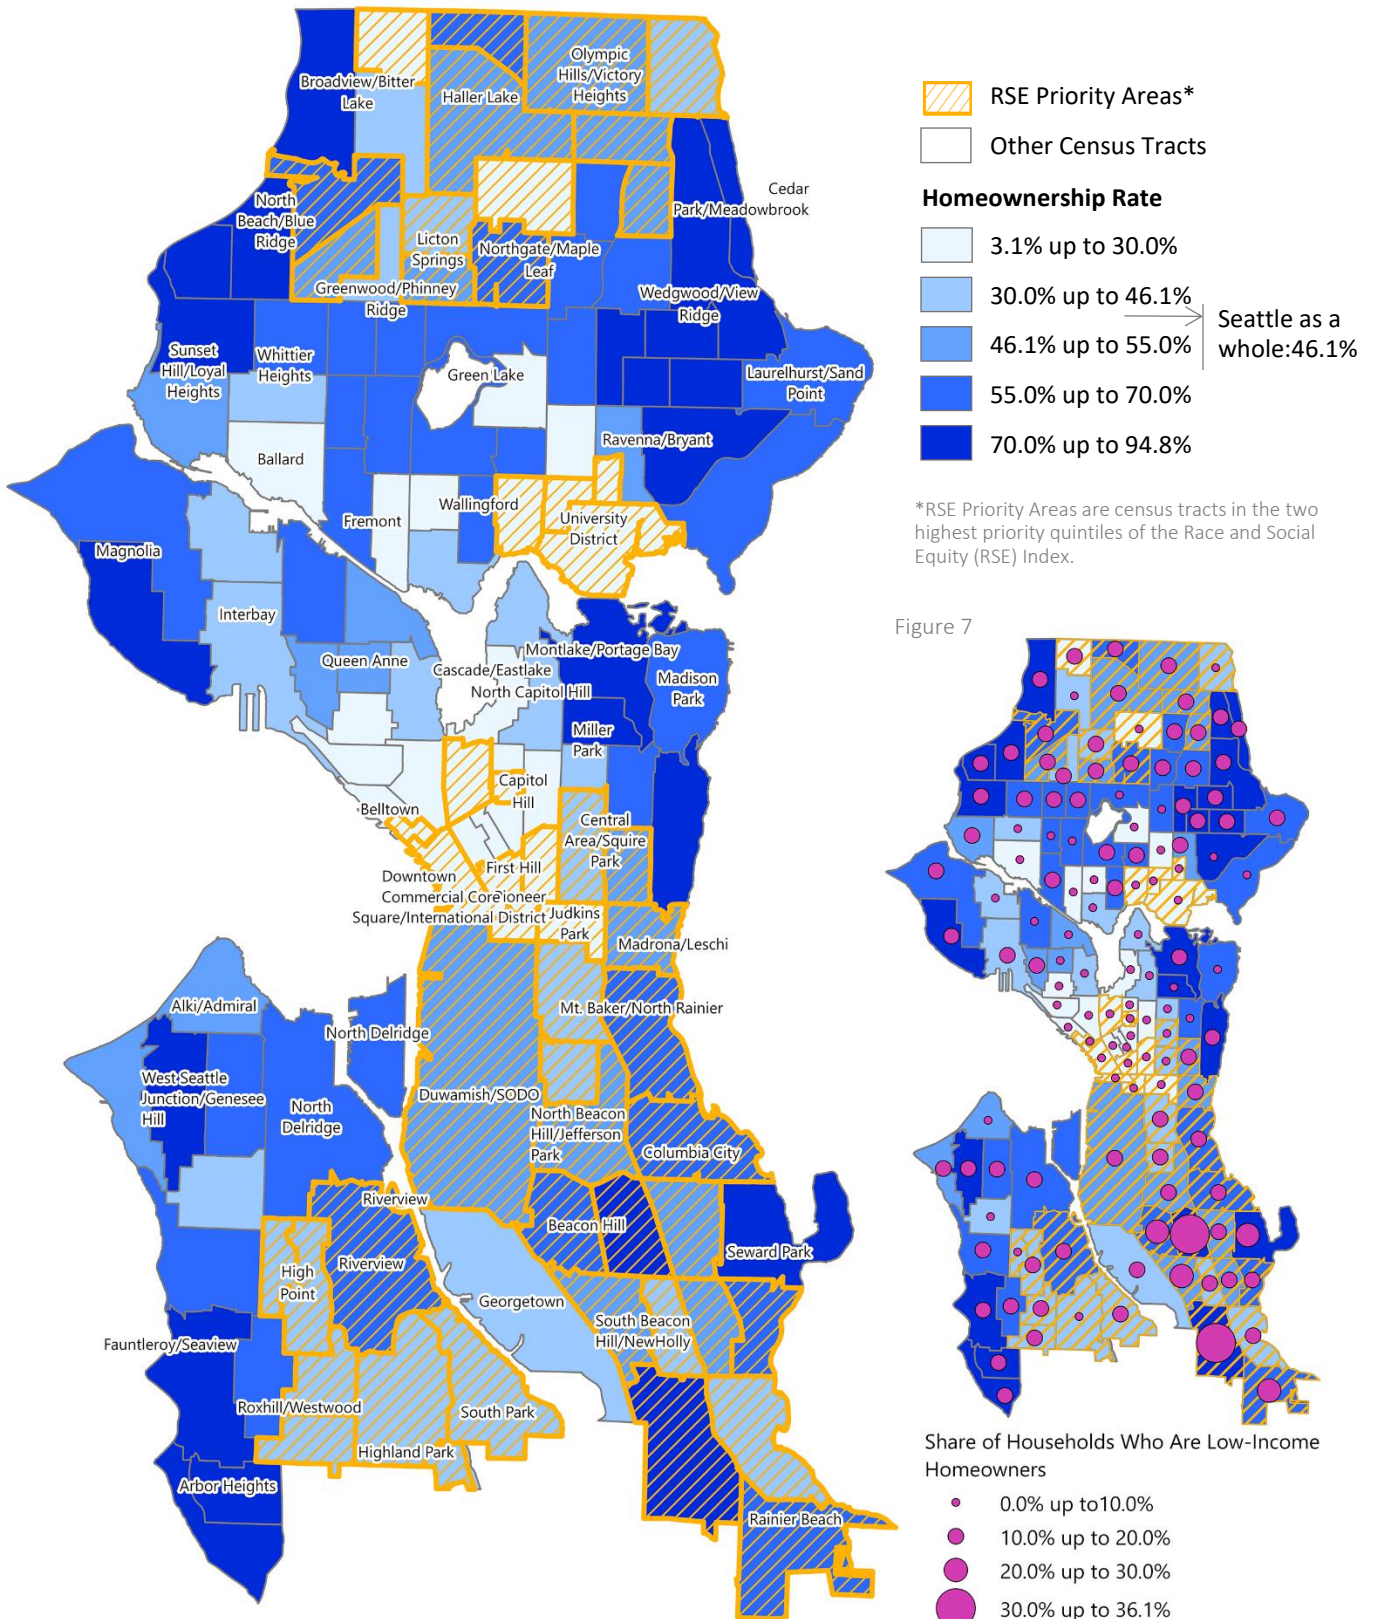 Broadview/Bitter
Lake
Haller Lake
Olympic
Hills/Victory
Heights
RSE Priority Areas*
Other Census Tracts
Homeownership Rate
3.1% up to 30.0%
30.0% up to 46.1%
46.1% up to 55.0%
55.0% up to 70.0%
70.0% up to 94.8%
Seattle as a
whole:46.1%
*RSE Priority Areas are census tracts in the two
highest priority quintiles of the Race and Social
Equity (RSE) Index.
Cedar
Park/Meadowbrook
North
Beach/Blue
Ridge
Licton
Springs
Northgate/Maple
Leaf
Greenwood/Phinney
Ridge
Wedgwood/View
Ridge
Sunset
Hill/Loyal
Heights
Whittier
Heights
Green Lake
Laurelhurst/Sand
Point
Ballard
Ravenna/Bryant
Fremont
Wallingford
University
District
Magnolia
Interbay
Queen Anne
Cascade/Eastlake
Montlake/Portage Bay
North Capitol Hill
Madison
Park
Miller
Park
Capitol
Hill
Belltown
Central
Area/Squire
Park
First Hill
Downtown
Commercial Core
Pioneer
Square/International District
Judkins
Park
Madrona/Leschi
Alki/Admiral
North Delridge
Mt. Baker/North Rainier
West Seattle
Junction/Genesee
Hill
North
Delridge
Duwamish/SODO
North Beacon
Hill/Jefferson
Park
Columbia City
Riverview
Beacon Hill
Seward Park
Riverview
High
Point
Georgetown
South Beacon
Hill/NewHolly
Fauntleroy/Seaview
Roxhill/Westwood
South Park
Highland Park
Arbor Heights
Rainier Beach
Figure 7
Share of Households Who Are Low-Income
Homeowners
0.0% up to10.0%
10.0% up to 20.0%
20.0% up to 30.0%
30.0% up to 36.1%